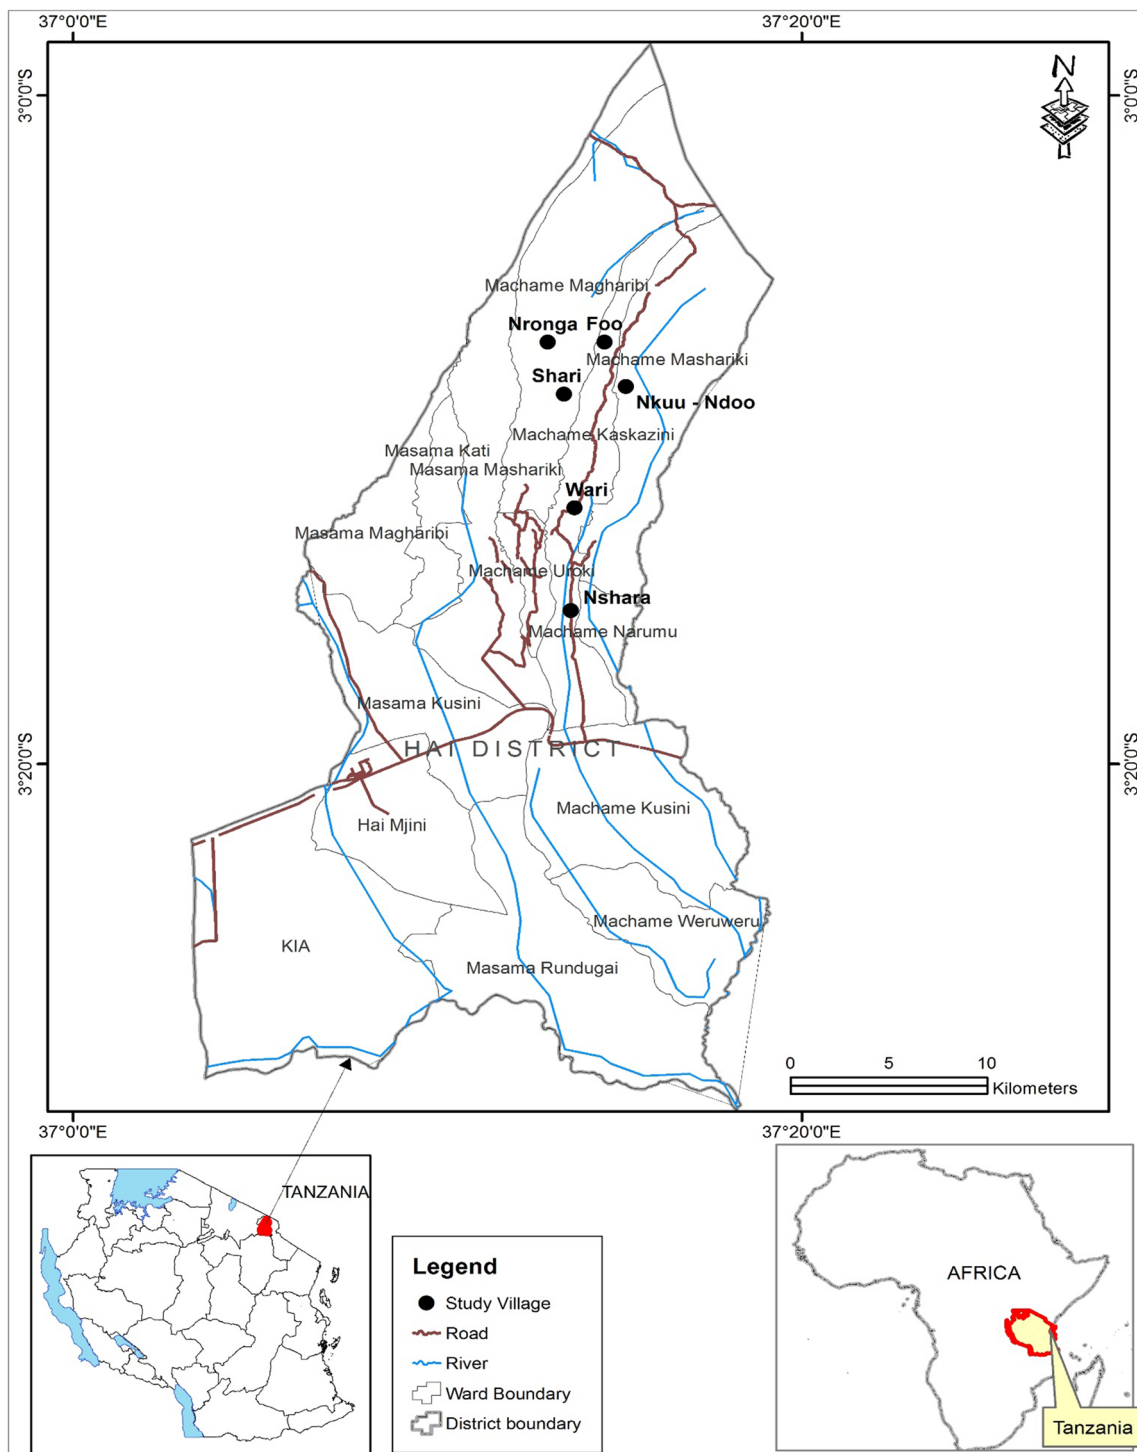 37°0'0"E
37°20'0"E
3°0'0"S
3°0'0"S
N
Machame Magharibi
Nronga Foo
Machame Mashariki
Shari
Nkuu - Ndoo
Machame Kaskazini
Masama Kati
Masama Mashariki
Wari
Masama Magharibi
Machame Uroki
Nshara
Machame Narumu
Masama Kusini
HAI DISTRICT
3°20'0"S
3°20'0"S
Machame Kusini
Hai Mjini
Machame Weruweru
KIA
Masama Rundugai
0 5 10
Kilometers
37°0'0"E
37°20'0"E
TANZANIA
Legend
Study Village
Road
River
Ward Boundary
District boundary
AFRICA
Tanzania